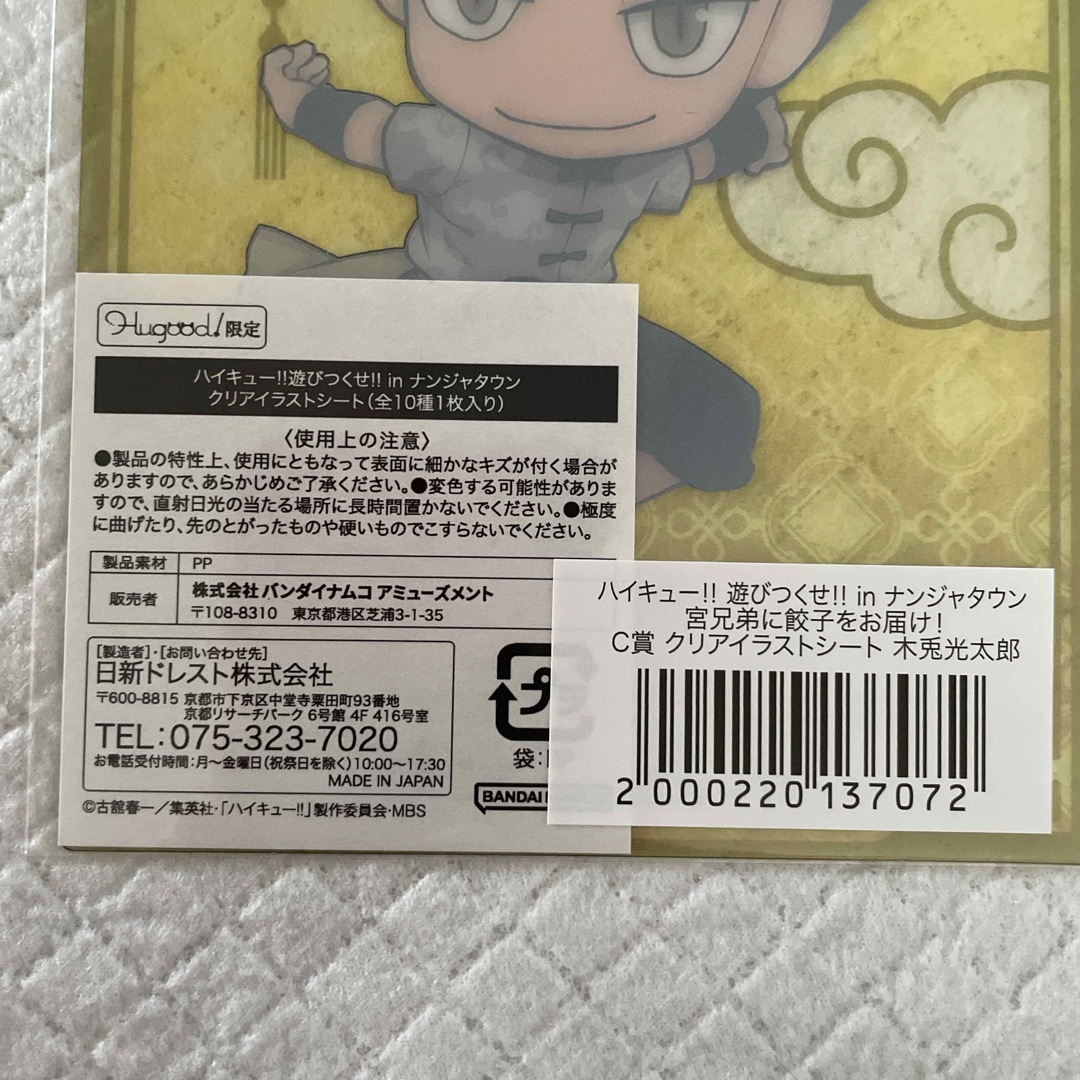 Hugood!限定
ハイキュー!!遊びつくせ!! in ナンジャタウン
クリアイラストシート(全10種1枚入り)
〈使用上の注意〉
●製品の特性上、使用にともなって表面に細かなキズが付く場合が
ありますので、あらかじめご了承ください。●変色する可能性がありま
すので、直射日光の当たる場所に長時間置かないでください。●極度
に曲げたり、先のとがったものや硬いものでこすらないでください。
製品素材 PP
販売者 株式会社 バンダイナムコ アミューズメント
〒108-8310 東京都港区芝浦3-1-35
[製造者]・[お問い合わせ先]
日新ドレスト株式会社
〒600-8815 京都市下京区中堂寺粟田町93番地
京都リサーチパーク 6号館 4F 416号室
TEL:075-323-7020
お電話受付時間:月〜金曜日(祝祭日を除く)10:00〜17:30
MADE IN JAPAN
©古舘春一/集英社・「ハイキュー!!」製作委員会・MBS
プ
袋:
BANDAI
ハイキュー!! 遊びつくせ!! in ナンジャタウン
宮兄弟に餃子をお届け!
C賞 クリアイラストシート 木兎光太郎
2 000220 137072